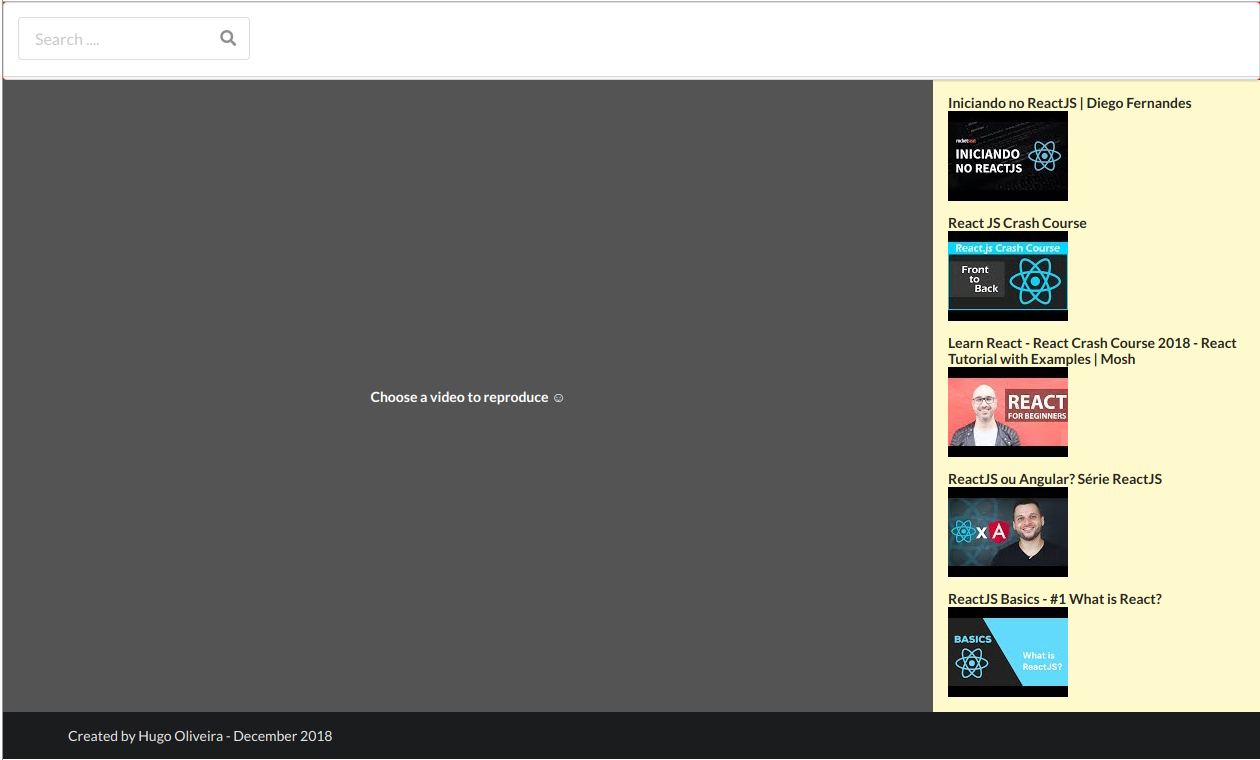 Search ....
Iniciando no ReactJS | Diego Fernandes
rocketseat
INICIANDO
NO REACTJS
React JS Crash Course
React.js Crash Course
Front
to
Back
Learn React - React Crash Course 2018 - React
Tutorial with Examples | Mosh
REACT
FOR BEGINNERS
ReactJS ou Angular? Série ReactJS
x A
ReactJS Basics - #1 What is React?
BASICS
What is
ReactJS?
Choose a video to reproduce ☺
Created by Hugo Oliveira - December 2018